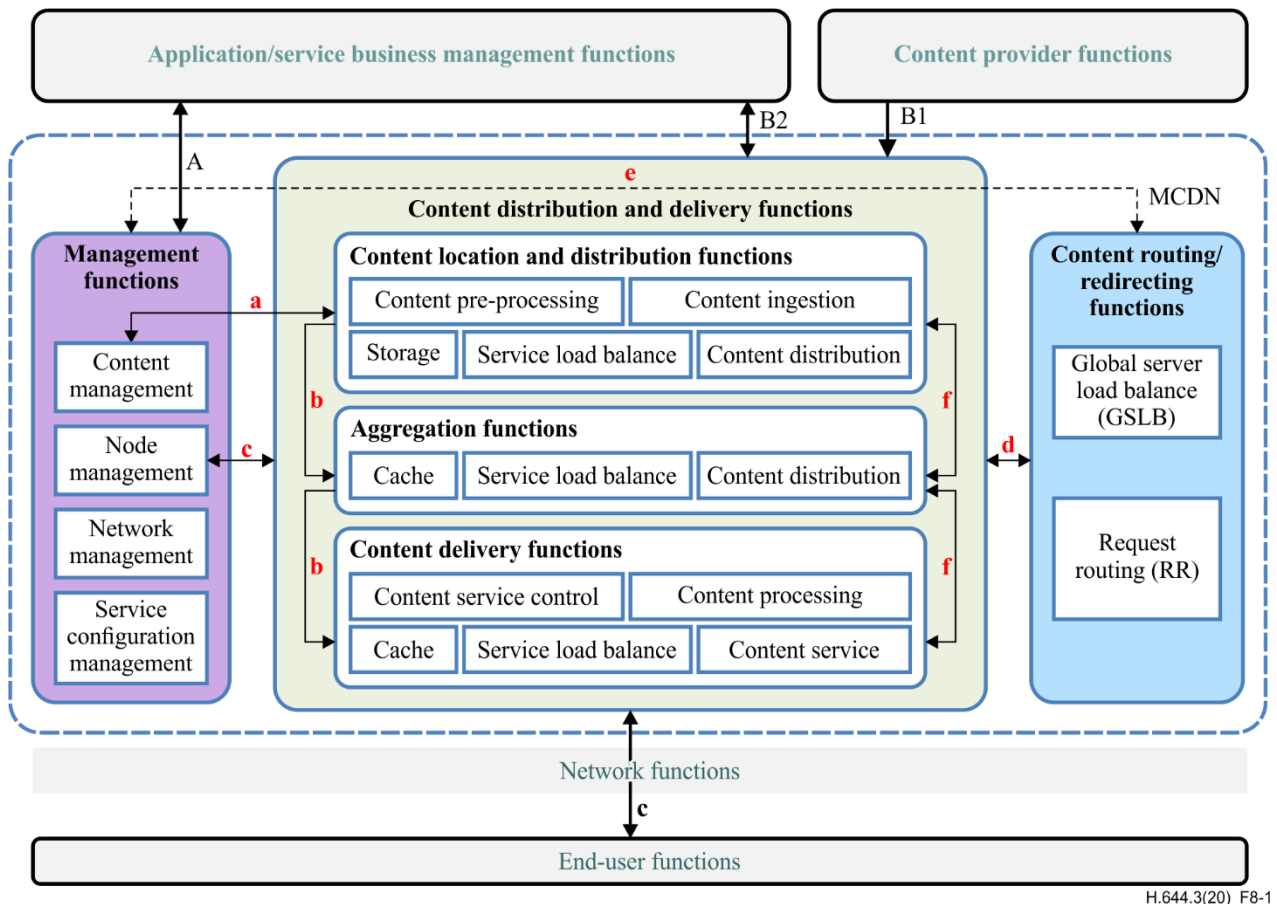 Application/service business management functions
Content provider functions
A
B2
B1
e
MCDN
Content distribution and delivery functions
Management
functions
Content location and distribution functions
Content routing/
redirecting
functions
a
Content pre-processing
Content ingestion
Storage
Service load balance
Content distribution
Content
management
Global server
load balance
(GSLB)
b
f
Aggregation functions
Node
management
c
d
Cache
Service load balance
Content distribution
Network
management
Content delivery functions
Request
routing (RR)
b
f
Content service control
Content processing
Service
configuration
management
Cache
Service load balance
Content service
Network functions
c
End-user functions
H.644.3(20)_F8-1